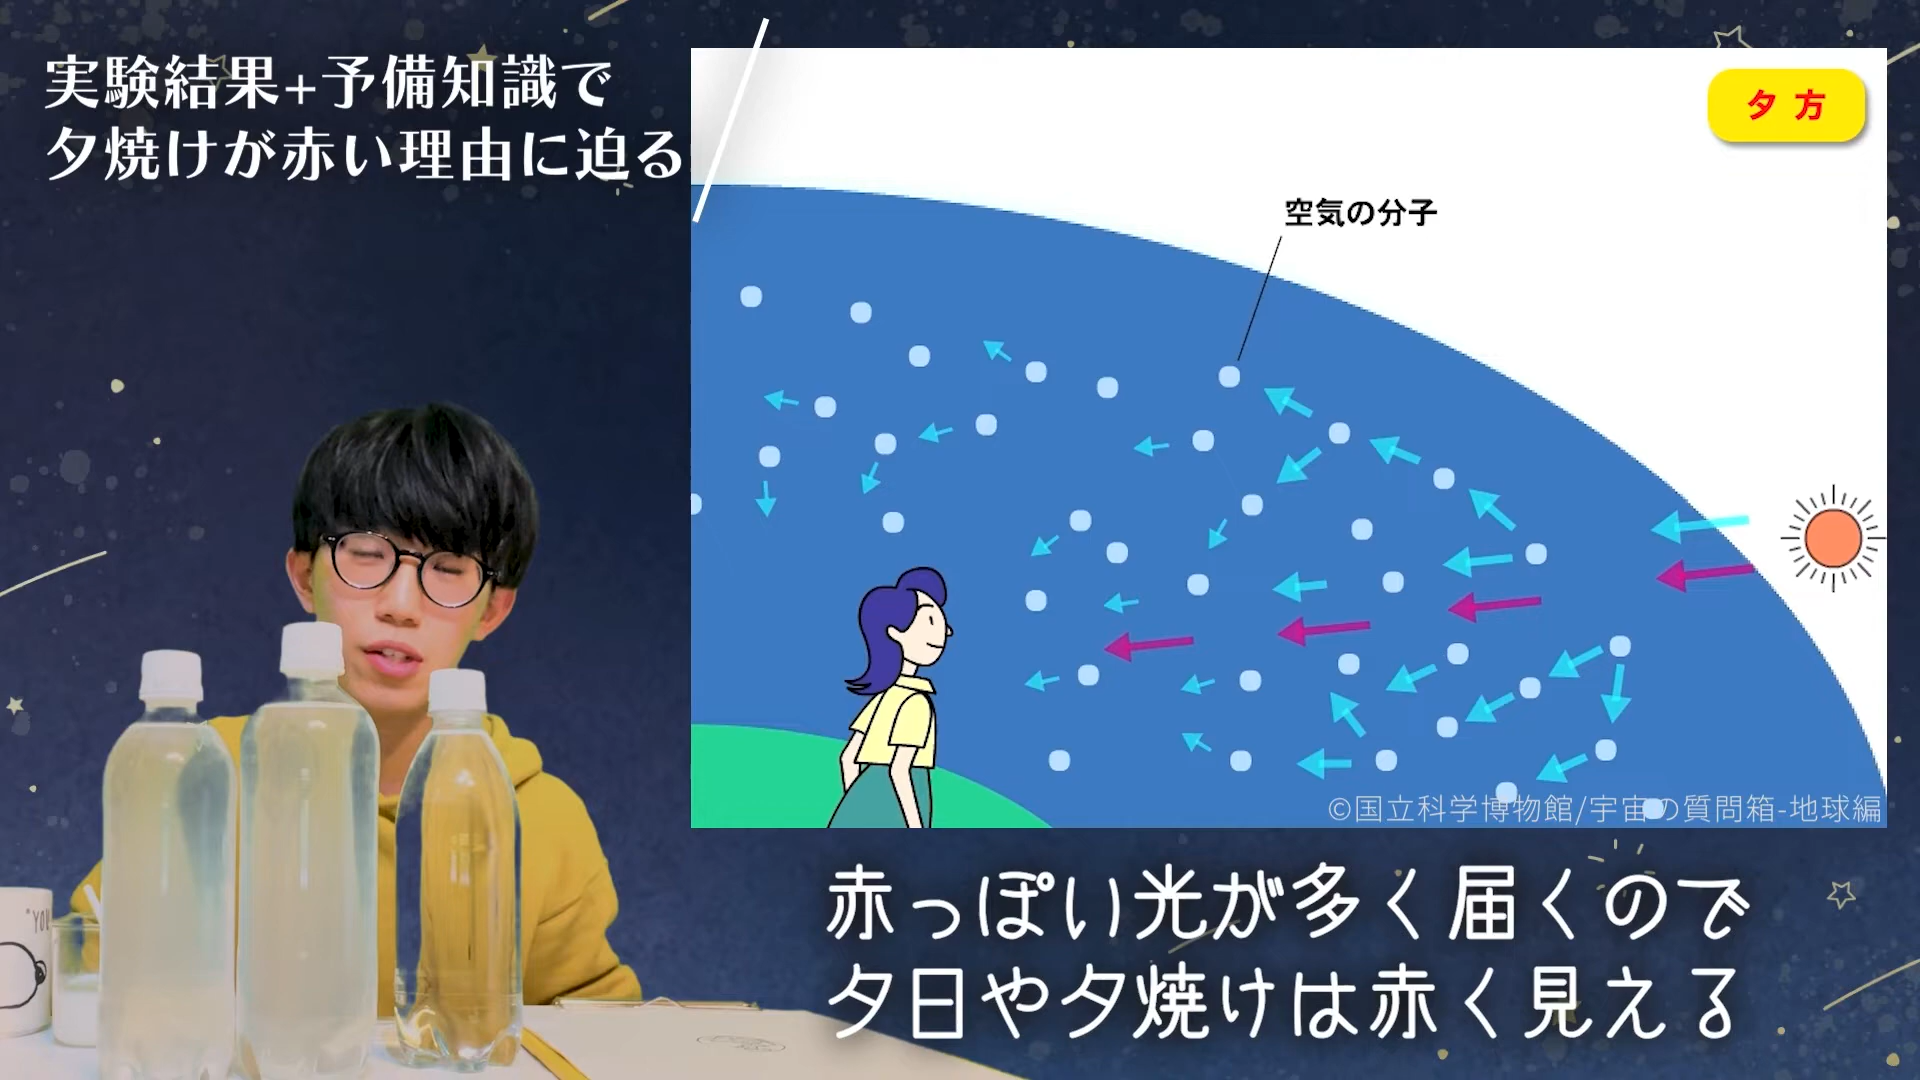 実験結果+予備知識で
夕焼けが赤い理由に迫る
夕方
空気の分子
©国立科学博物館/宇宙の質問箱-地球編
"YOU
赤っぽい光が多く届くので
夕日や夕焼けは赤く見える